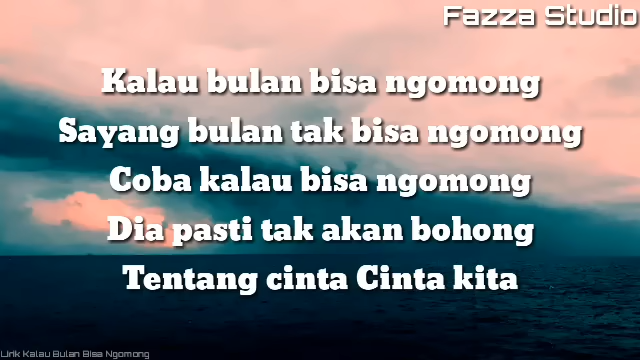 Fazza Studio
Kalau bulan bisa ngomong
Sayang bulan tak bisa ngomong
Coba kalau bisa ngomong
Dia pasti tak akan bohong
Tentang cinta Cinta kita
Lirik Kalau Bulan Bisa Ngomong